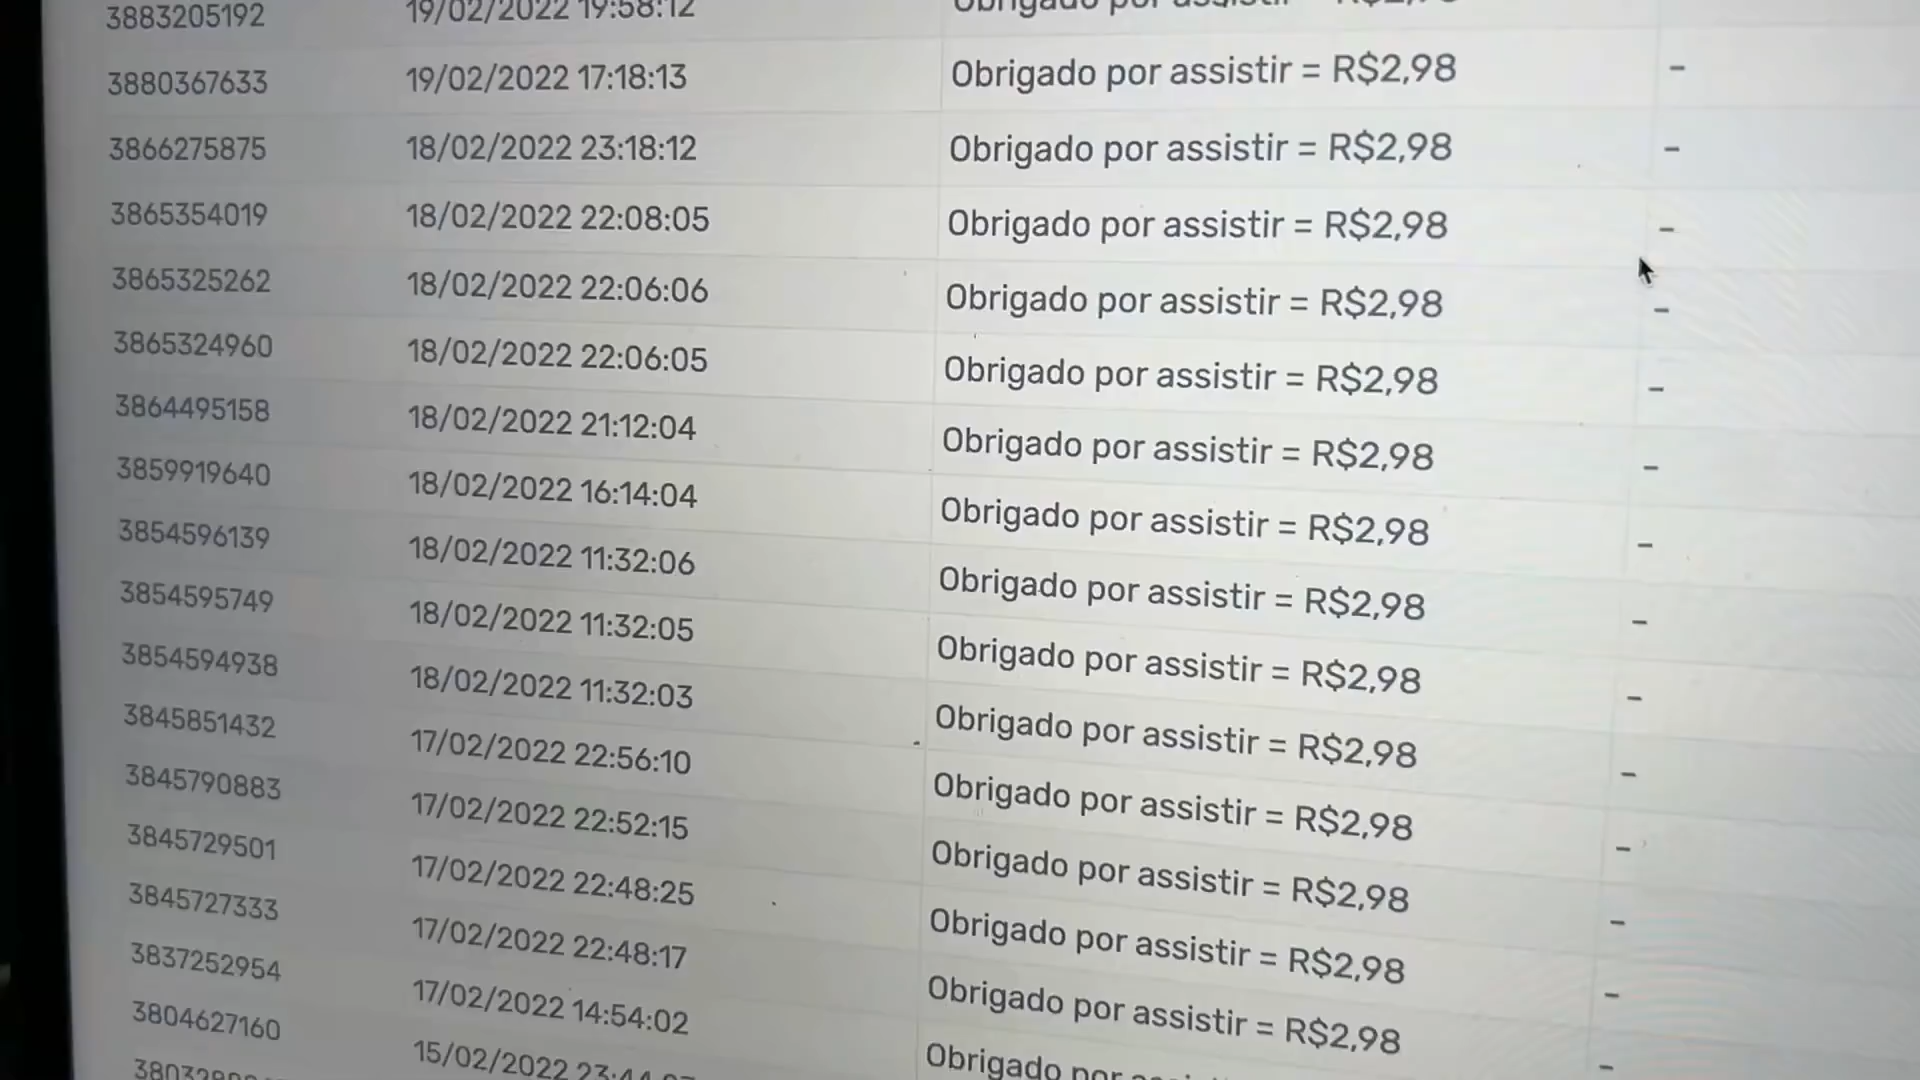 3883205192 19/02/2022 19:58:12 Obrigado por assistir
3880367633 19/02/2022 17:18:13 Obrigado por assistir = R$2,98 -
3866275875 18/02/2022 23:18:12 Obrigado por assistir = R$2,98 -
3865354019 18/02/2022 22:08:05 Obrigado por assistir = R$2,98 -
3865325262 18/02/2022 22:06:06 Obrigado por assistir = R$2,98 -
3865324960 18/02/2022 22:06:05 Obrigado por assistir = R$2,98 -
3864495158 18/02/2022 21:12:04 Obrigado por assistir = R$2,98 -
3859919640 18/02/2022 16:14:04 Obrigado por assistir = R$2,98 -
3854596139 18/02/2022 11:32:06 Obrigado por assistir = R$2,98 -
3854595749 18/02/2022 11:32:05 Obrigado por assistir = R$2,98 -
3854594938 18/02/2022 11:32:03 Obrigado por assistir = R$2,98 -
3845851432 17/02/2022 22:56:10 Obrigado por assistir = R$2,98 -
3845790883 17/02/2022 22:52:15 Obrigado por assistir = R$2,98 -
3845729501 17/02/2022 22:48:25 Obrigado por assistir = R$2,98 -
3845727333 17/02/2022 22:48:17 Obrigado por assistir = R$2,98 -
3837252954 17/02/2022 14:54:02 Obrigado por
3804627160 15/02/2022